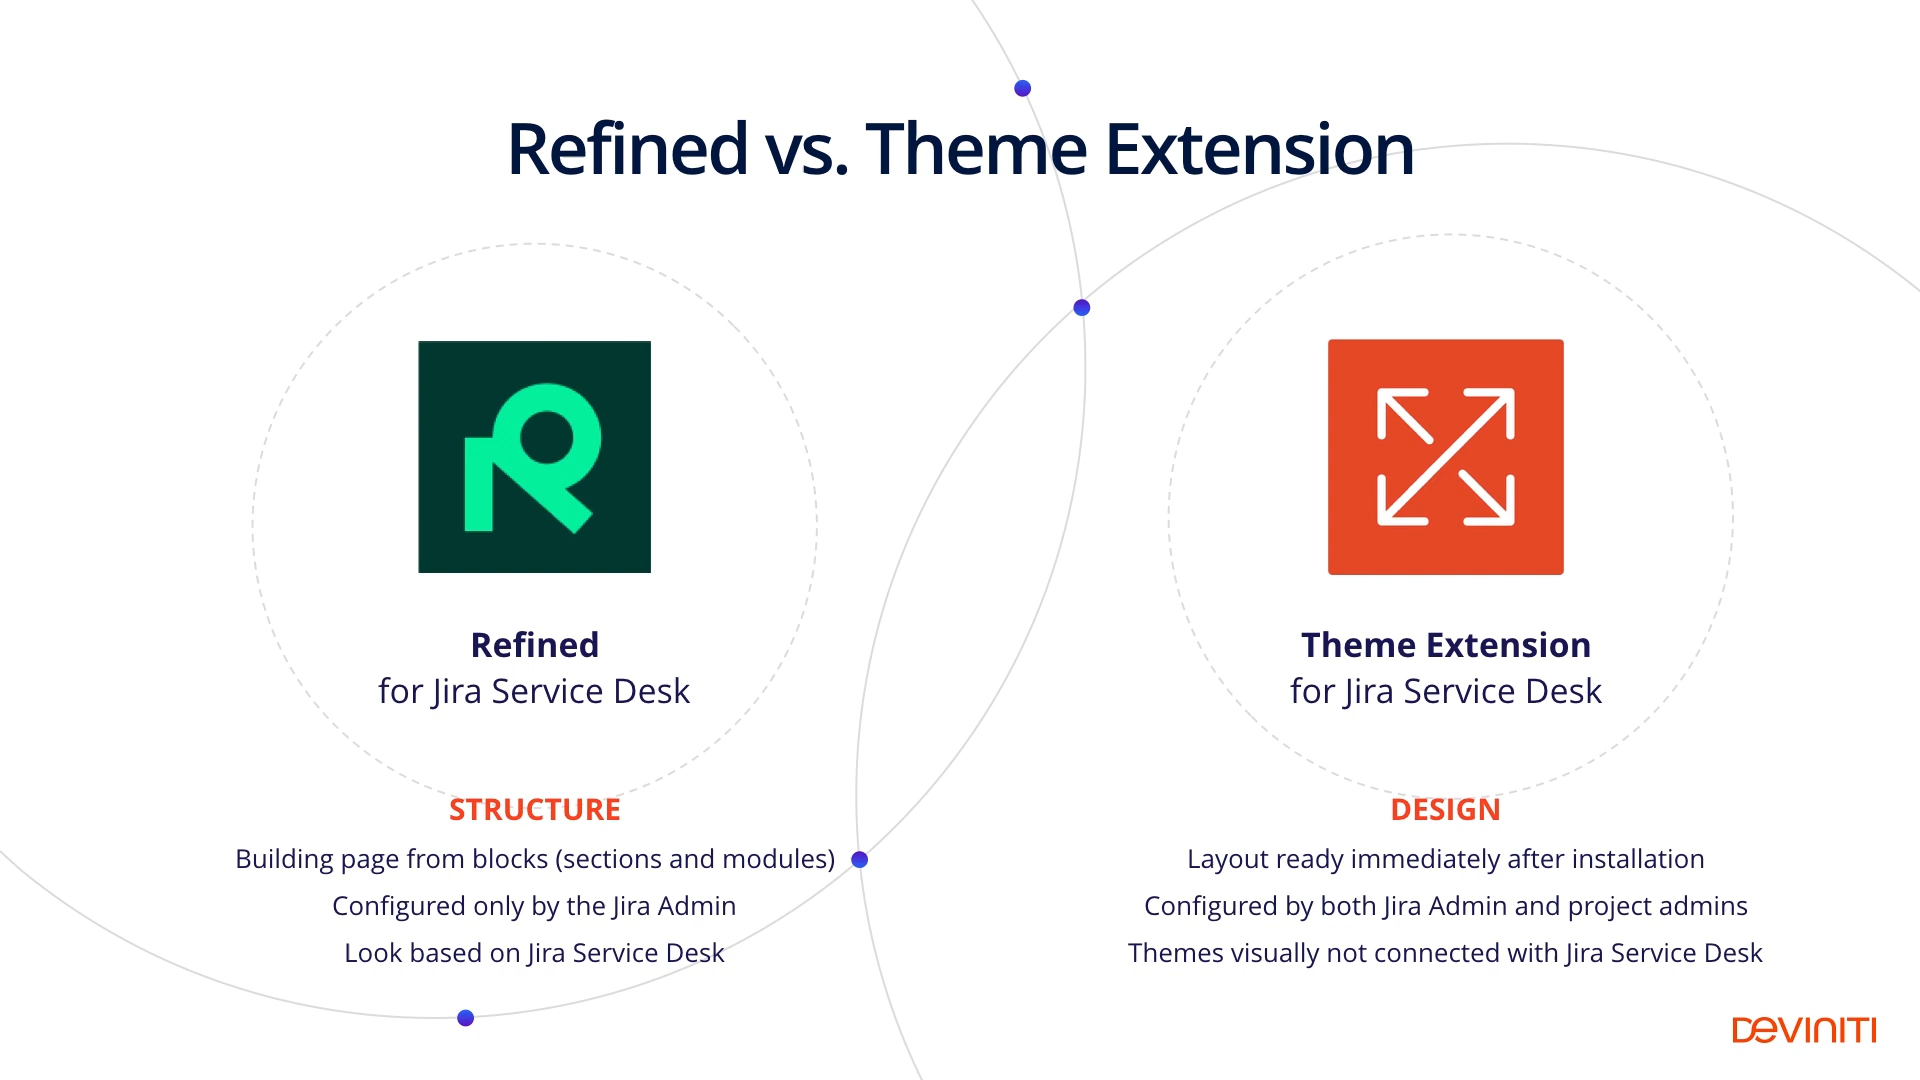 Refined vs. Theme Extension
Refined
for Jira Service Desk
STRUCTURE
Building page from blocks (sections and modules)
Configured only by the Jira Admin
Look based on Jira Service Desk
Theme Extension
for Jira Service Desk
DESIGN
Layout ready immediately after installation
Configured by both Jira Admin and project admins
Themes visually not connected with Jira Service Desk
DEVINITI